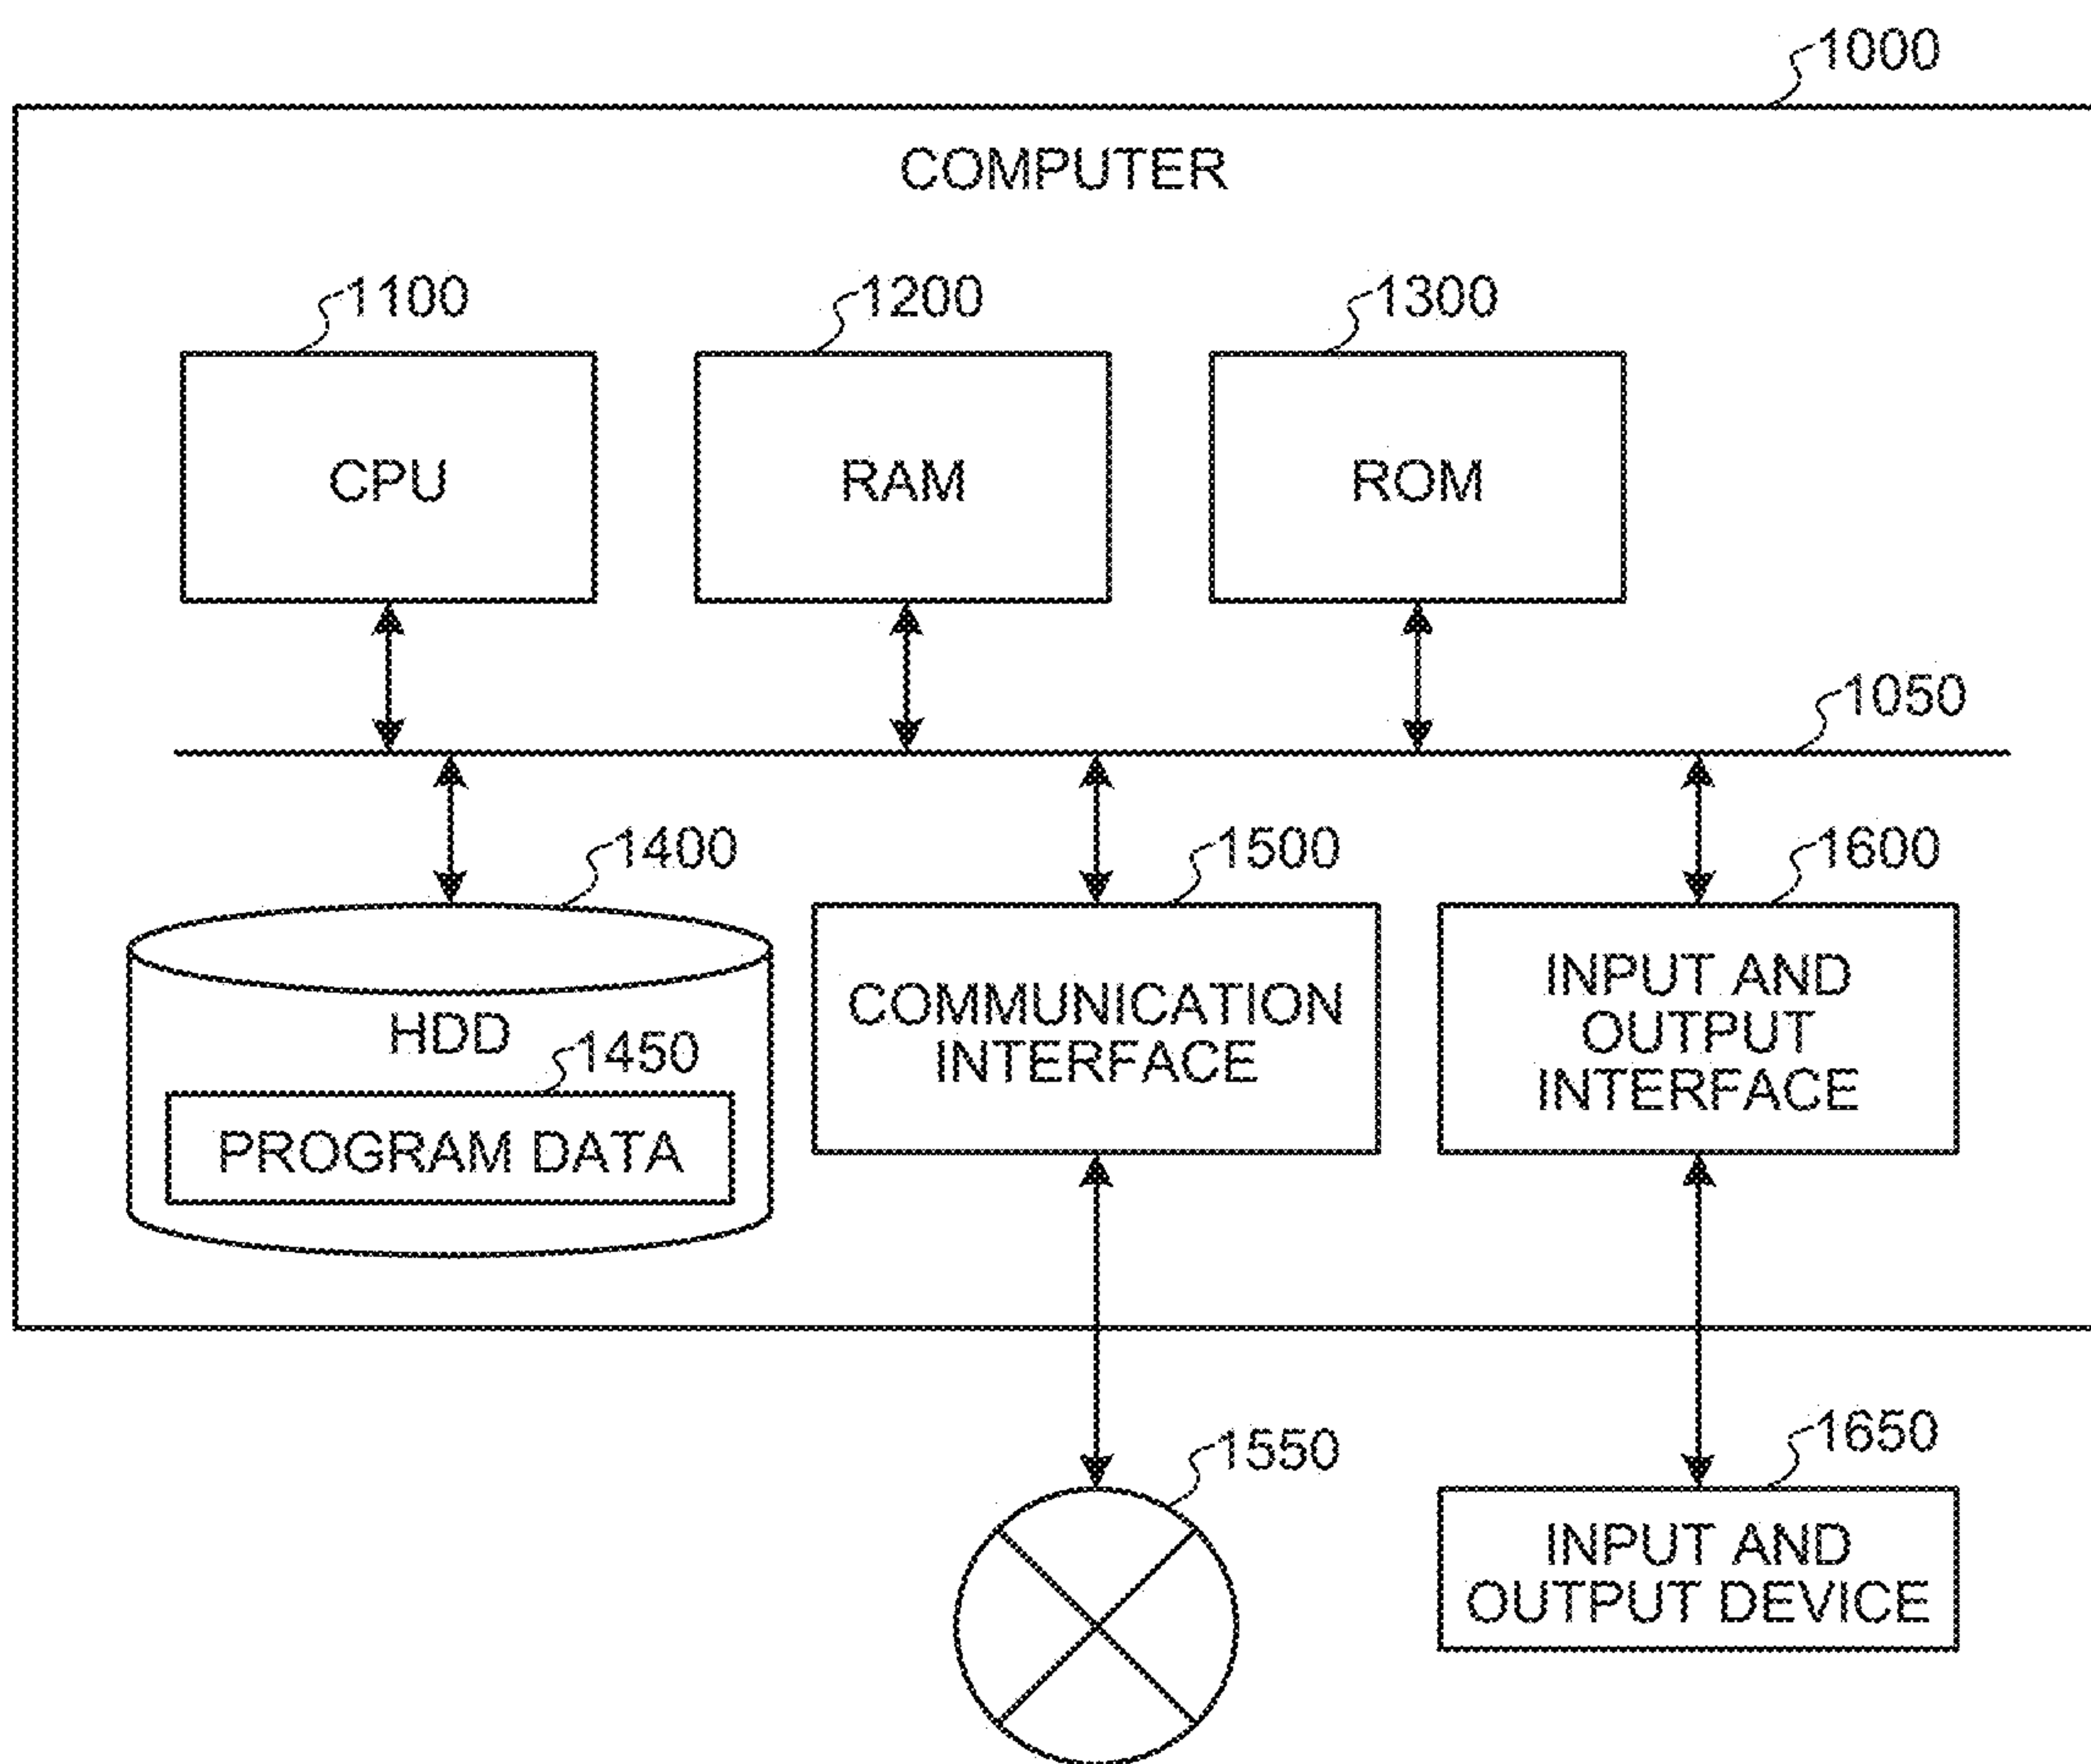 1000
COMPUTER
1100
1200
1300
CPU
RAM
ROM
1050
1400
1500
1600
HDD
1450
PROGRAM DATA
COMMUNICATION
INTERFACE
INPUT AND
OUTPUT
INTERFACE
1550
1650
INPUT AND
OUTPUT DEVICE